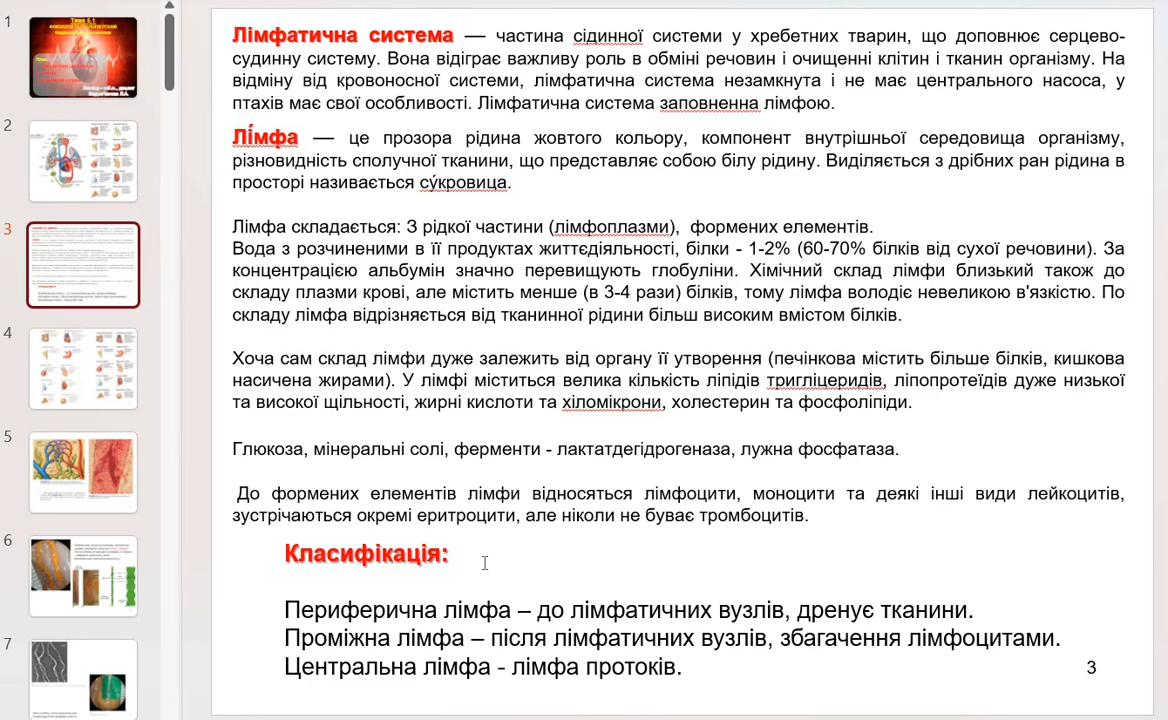 1
Тема 5.1
2
3
4
5
6
7
Лімфатична система — частина сідинної системи у хребетних тварин, що доповнює серцево-
судинну систему. Вона відіграє важливу роль в обміні речовин і очищенні клітин і тканин організму. На
відміну від кровоносної системи, лімфатична система незамкнута і не має центрального насоса, у
птахів має свої особливості. Лімфатична система заповненна лімфою.
Лі́мфа — це прозора рідина жовтого кольору, компонент внутрішньої середовища організму,
різновидність сполучної тканини, що представляє собою білу рідину. Виділяється з дрібних ран рідина в
просторі називається су́кровица.
Лімфа складається: З рідкої частини (лімфоплазми), формених елементів.
Вода з розчиненими в її продуках життєдіяльності, білки - 1-2% (60-70% білків від сухої речовини). За
концентрацією альбумін значно перевищують глобуліни. Хімічний склад лімфи близький також до
складу плазми крові, але містить менше (в 3-4 рази) білків, тому лімфа володіє невеликою в'язкістю. По
складу лімфа відрізняється від тканинної рідини більш високим вмістом білків.
Хоча сам склад лімфи дуже залежить від органу її утворення (печінкова містить більше білків, кишкова
насичена жирами). У лімфі міститься велика кількість ліпідів тригліцеридів, ліпопротеїдів дуже низької
та високої щільності, жирні кислоти та хіломікрони, холестерин та фосфоліпіди.
Глюкоза, мінеральні солі, ферменти - лактатдегідрогеназа, лужна фосфатаза.
До формених елементів лімфи відносяться лімфоцити, моноцити та деякі інші види лейкоцитів,
зустрічаються окремі еритроцити, але ніколи не буває тромбоцитів.
Класифікація:
Периферична лімфа – до лімфатичних вузлів, дренує тканини.
Проміжна лімфа – після лімфатичних вузлів, збагачення лімфоцитами.
Центральна лімфа - лімфа протоків.
3